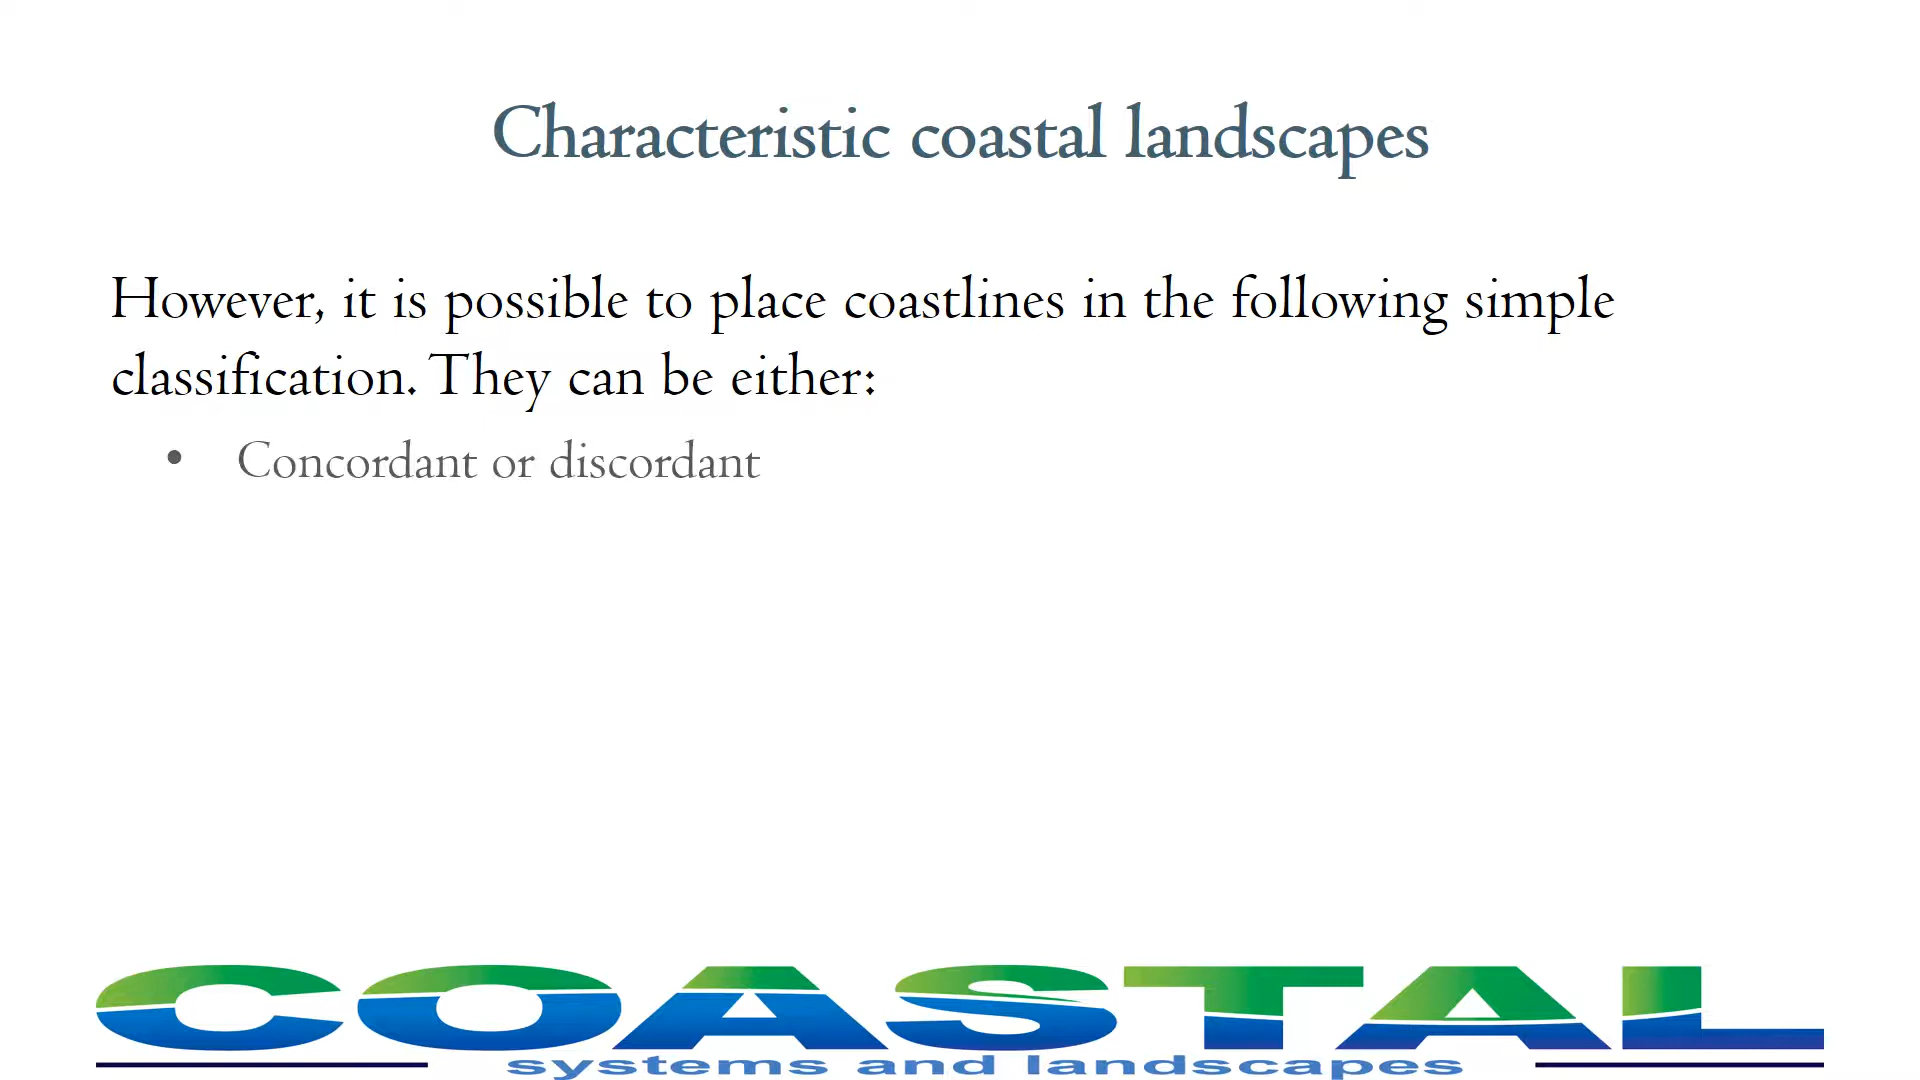 Characteristic coastal landscapes
However, it is possible to place coastlines in the following simple
classification. They can be either:
• Concordant or discordant
COASTAL
systems and landscapes